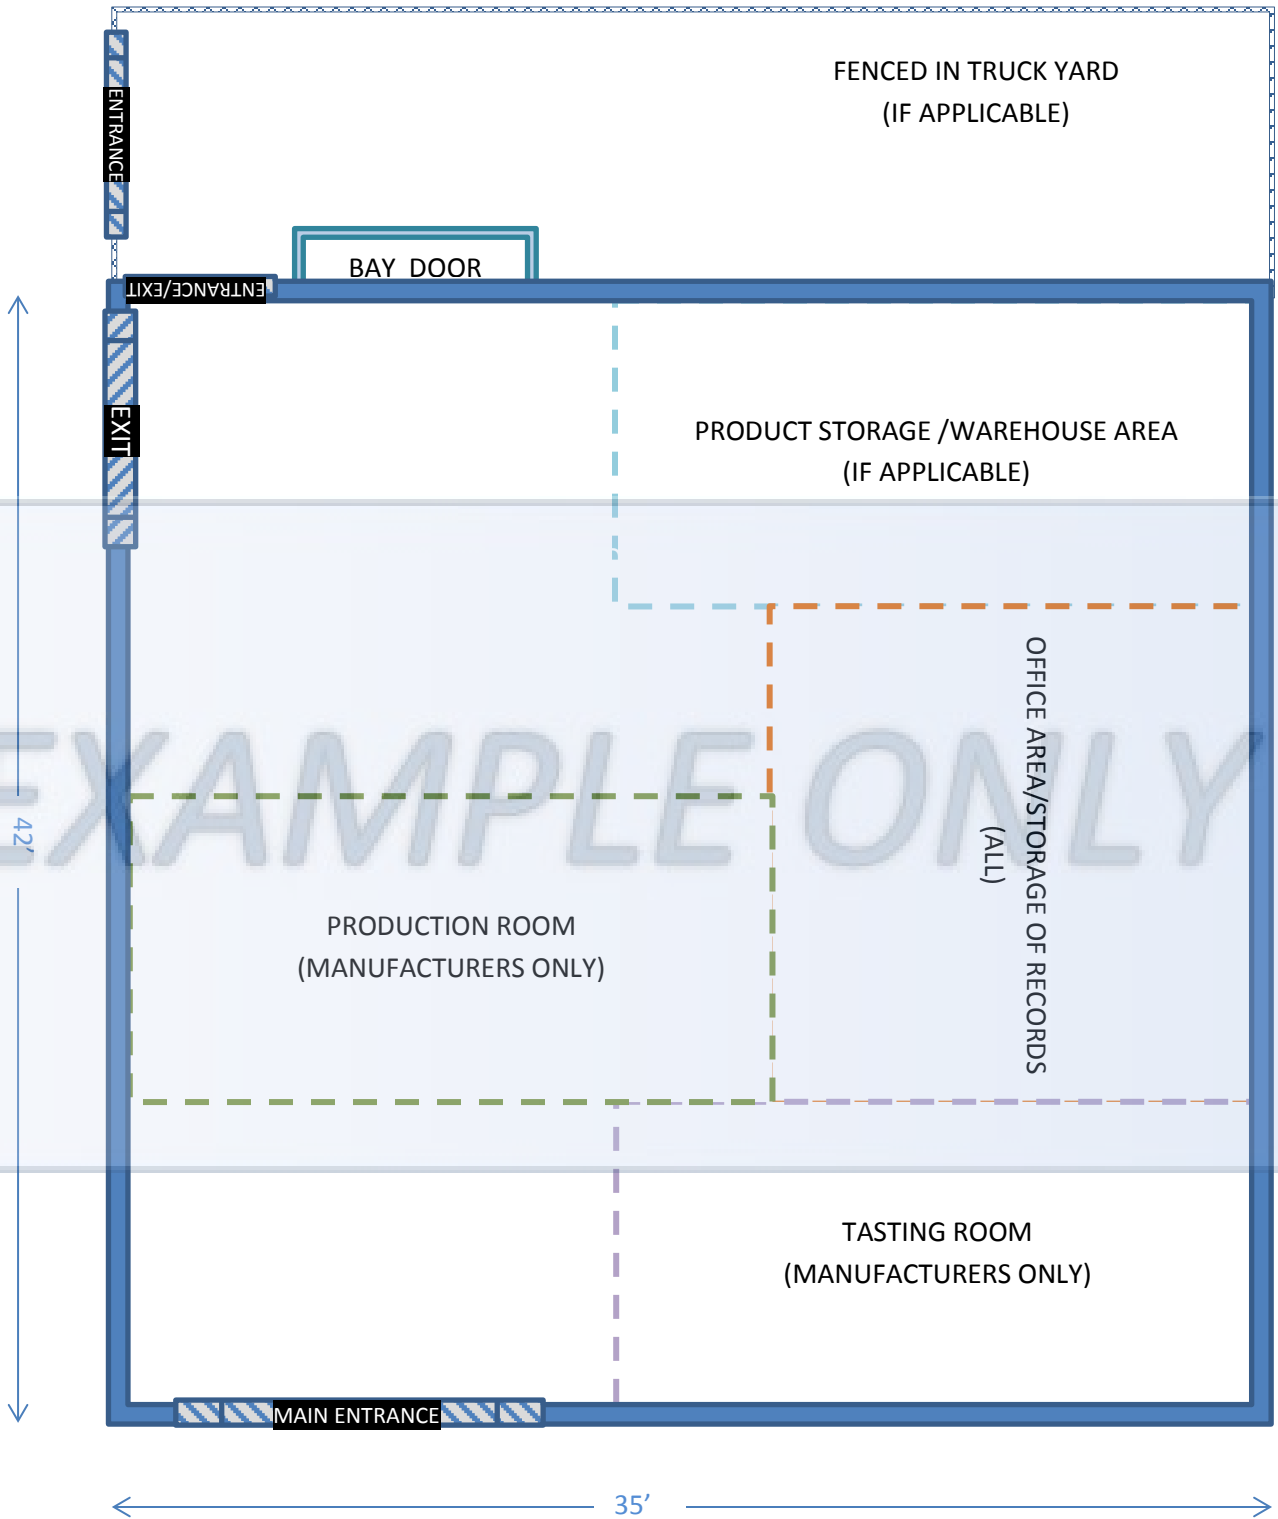 FENCED IN TRUCK YARD
(IF APPLICABLE)
ENTRANCE
BAY DOOR
ENTRANCE/EXIT
EXIT
PRODUCT STORAGE /WAREHOUSE AREA
(IF APPLICABLE)
OFFICE AREA/STORAGE OF RECORDS
(ALL)
EXAMPLE ONLY
42’
PRODUCTION ROOM
(MANUFACTURERS ONLY)
TASTING ROOM
(MANUFACTURERS ONLY)
MAIN ENTRANCE
35’